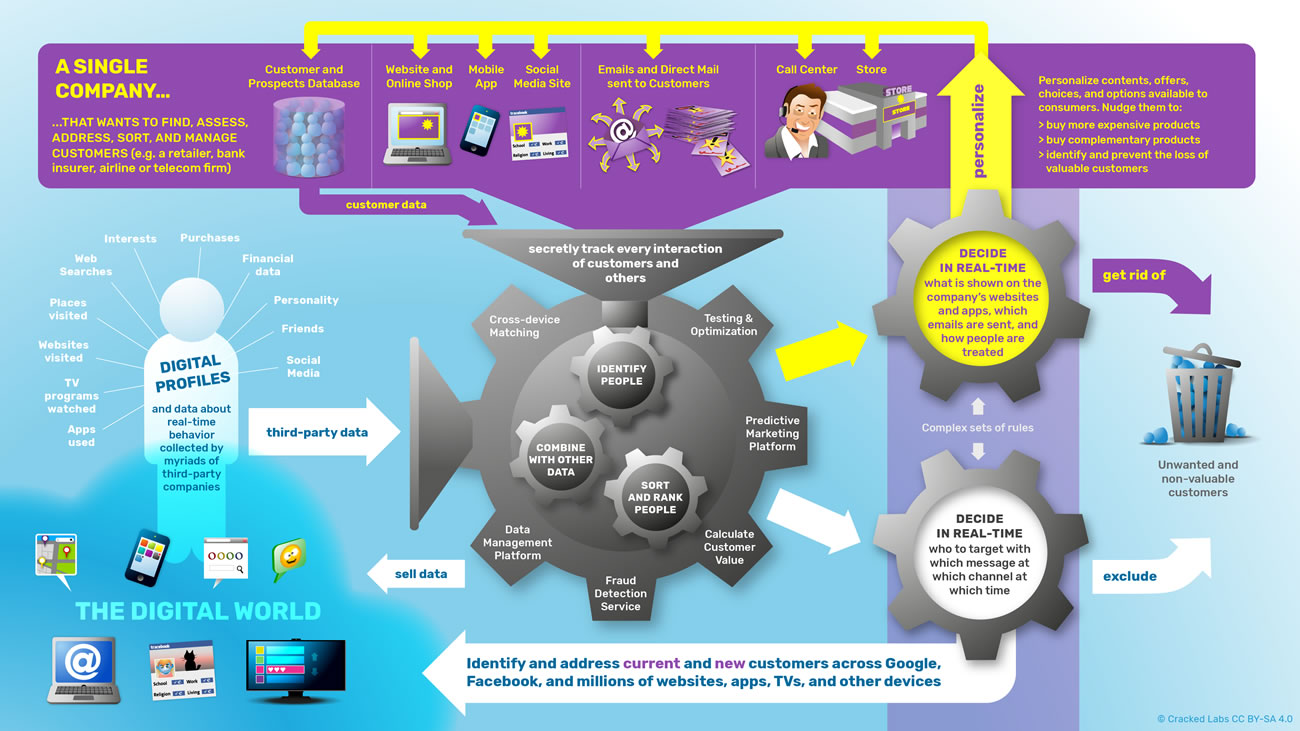 A SINGLE
COMPANY...
...THAT WANTS TO FIND, ASSESS,
ADDRESS, SORT, AND MANAGE
CUSTOMERS (e.g. a retailer, bank
insurer, airline or telecom firm)
Customer and
Prospects Database
Website and
Online Shop
Mobile
App
Social
Media Site
School
Work
Religion
Living
Emails and Direct Mail
sent to Customers
@
Call Center
Store
STORE
STORE
personalize
Personalize contents, offers,
choices, and options available to
consumers. Nudge them to:
> buy more expensive products
> buy complementary products
> identify and prevent the loss of
valuable customers
customer data
secretly track every interaction
of customers and
others
Interests
Purchases
Web
Searches
Financial
data
Places
visited
Personality
Websites
visited
Friends
TV
programs
watched
Social
Media
Apps
used
DIGITAL
PROFILES
and data about
real-time
behavior
collected by
myriads of
third-party
companies
third-party data
Cross-device
Matching
Testing &
Optimization
IDENTIFY
PEOPLE
COMBINE
WITH OTHER
DATA
SORT
AND RANK
PEOPLE
Predictive
Marketing
Platform
Data
Management
Platform
Calculate
Customer
Value
Fraud
Detection
Service
DECIDE
IN REAL-TIME
what is shown on the
company's websites
and apps, which
emails are sent, and
how people are
treated
Complex sets of rules
DECIDE
IN REAL-TIME
who to target with
which message at
which channel at
which time
get rid of
Unwanted and
non-valuable
customers
exclude
sell data
THE DIGITAL WORLD
@
School
Work
Religion
Living
Identify and address current and new customers across Google,
Facebook, and millions of websites, apps, TVs, and other devices
© Cracked Labs CC BY-SA 4.0